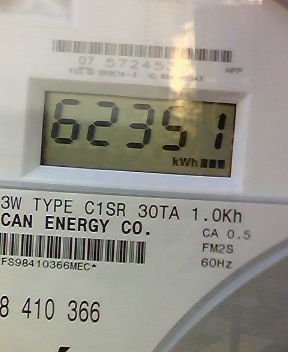 07 57245
62351
kWh
3W TYPE C1SR 30TA 1.0Kh
CAN ENERGY CO.
CA 0.5
FM2S
FS98410366MEC*
60Hz
8 410 366